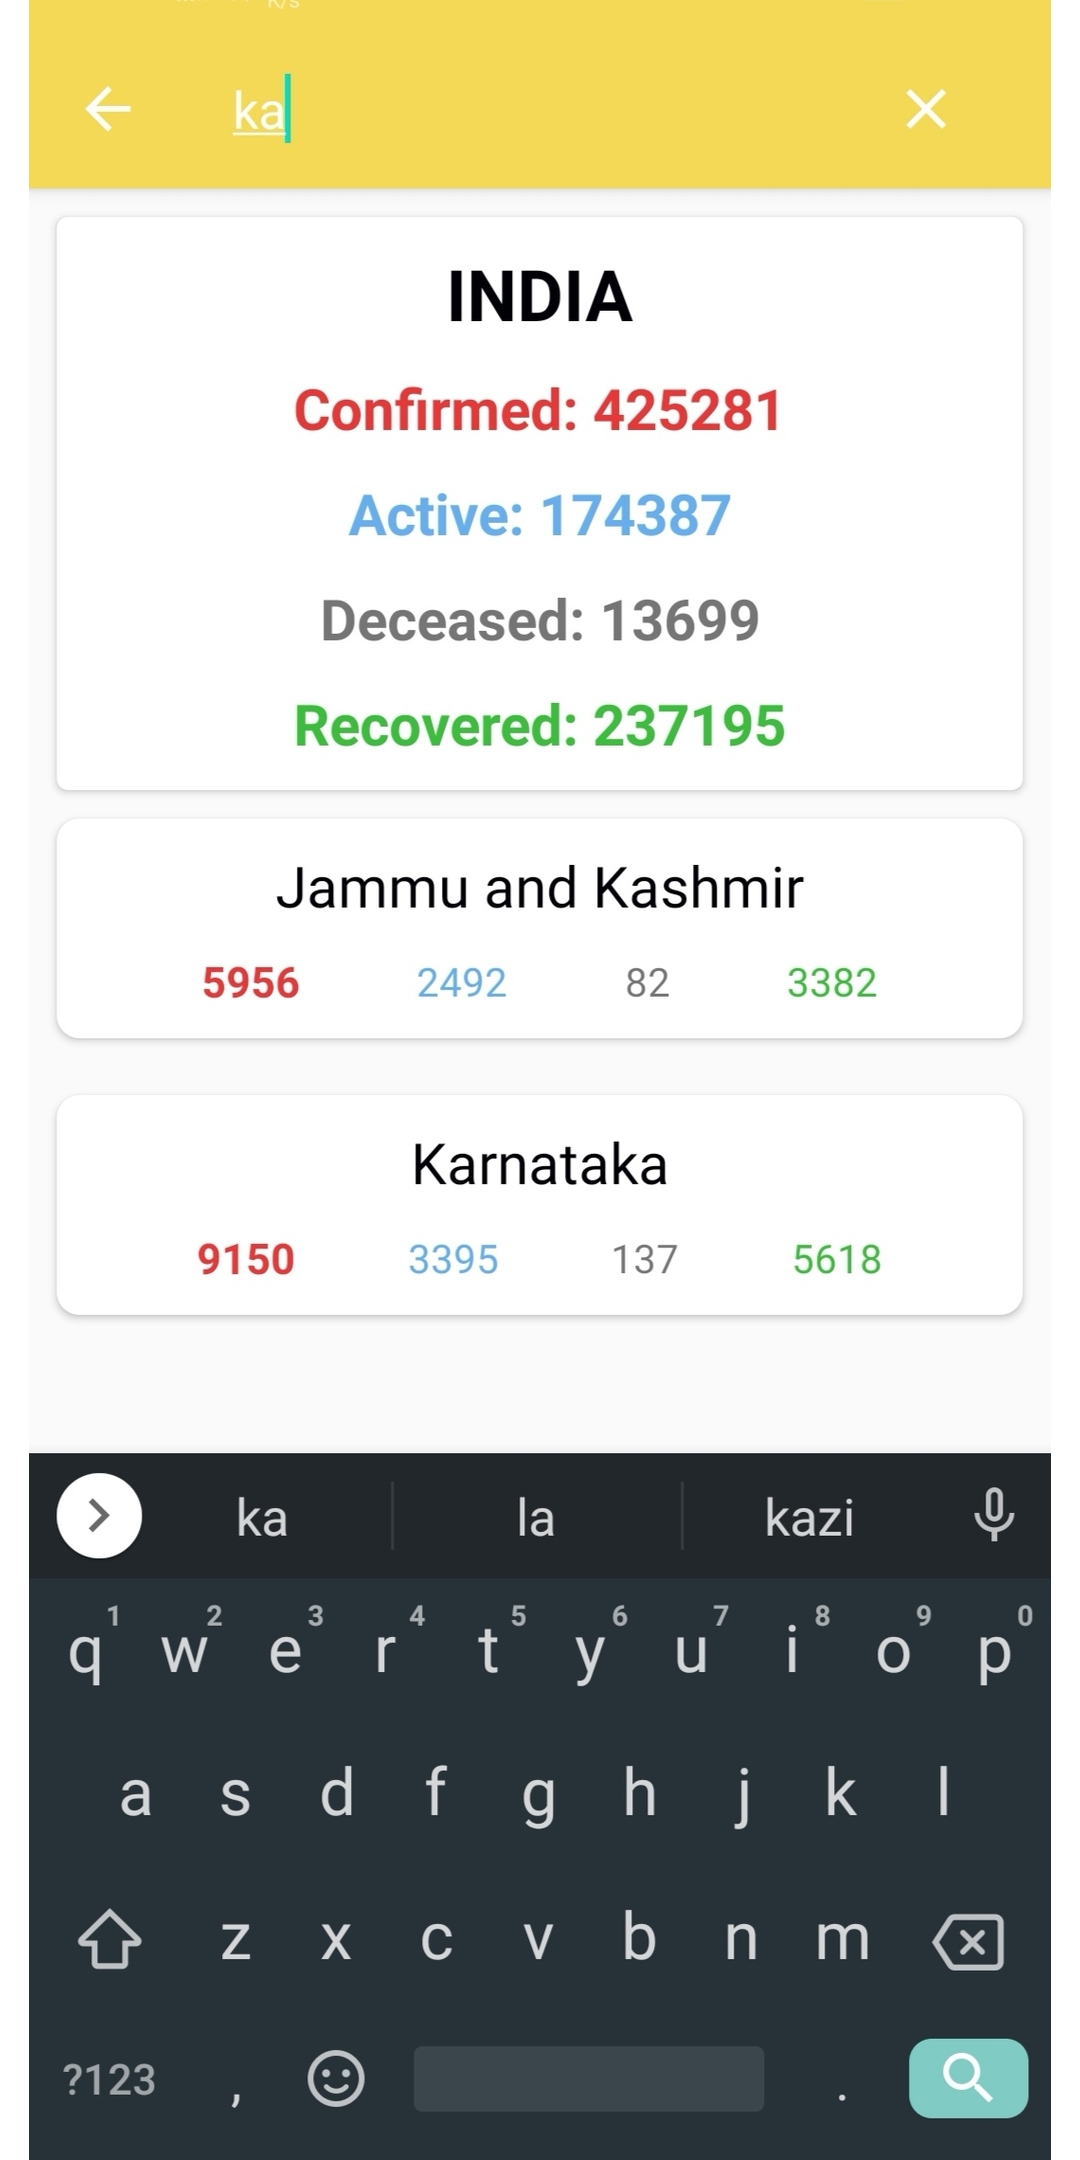 K/s
ka
INDIA
Confirmed: 425281
Active: 174387
Deceased: 13699
Recovered: 237195
Jammu and Kashmir
5956 2492 82 3382
Karnataka
9150 3395 137 5618
ka la kazi
1 2 3 4 5 6 7 8 9 0
q w e r t y u i o p
a s d f g h j k l
z x c v b n m
?123 , .